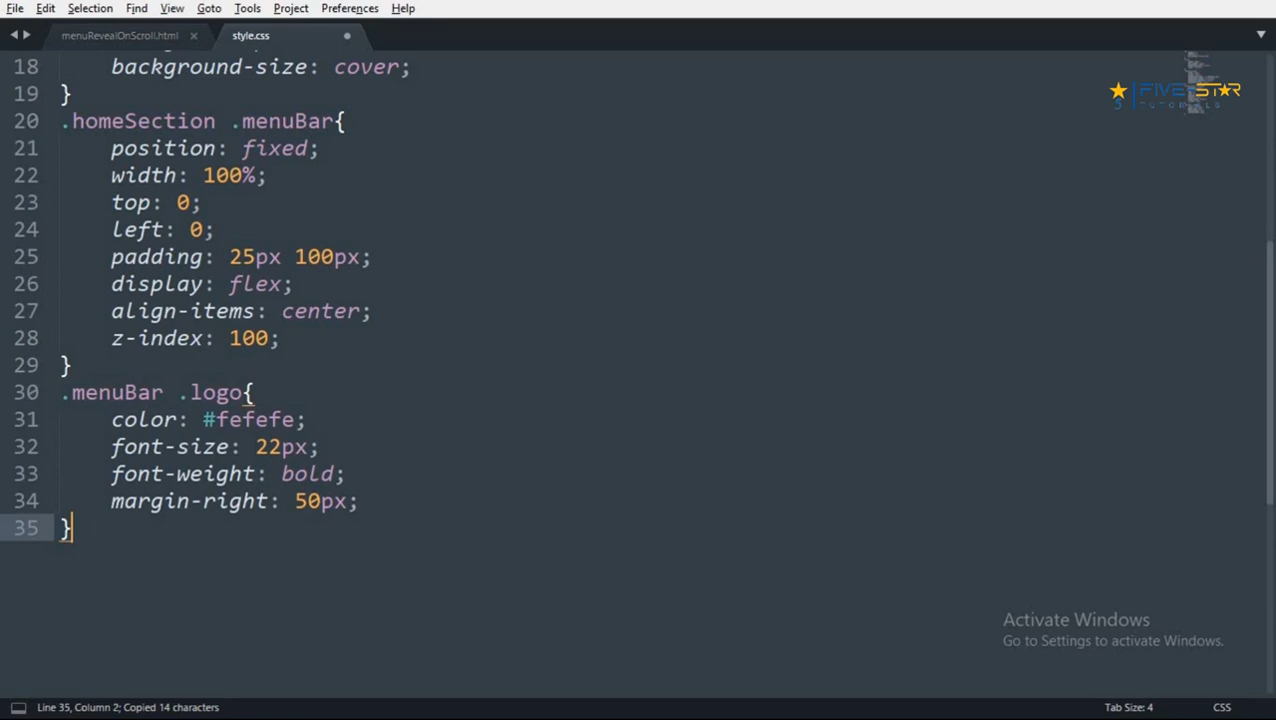 File Edit Selection Find View Goto Tools Project Preferences Help
menuRevealOnScroll.html × style.css
18 background-size: cover;
19 }
20 .homeSection .menuBar{
21 position: fixed;
22 width: 100%;
23 top: 0;
24 left: 0;
25 padding: 25px 100px;
26 display: flex;
27 align-items: center;
28 z-index: 100;
29 }
30 .menuBar .logo{
31 color: #fefefe;
32 font-size: 22px;
33 font-weight: bold;
34 margin-right: 50px;
35 }
5 FIVE-STAR
TUTORIALS
Activate Windows
Go to Settings to activate Windows.
Line 35, Column 2; Copied 14 characters Tab Size: 4 CSS